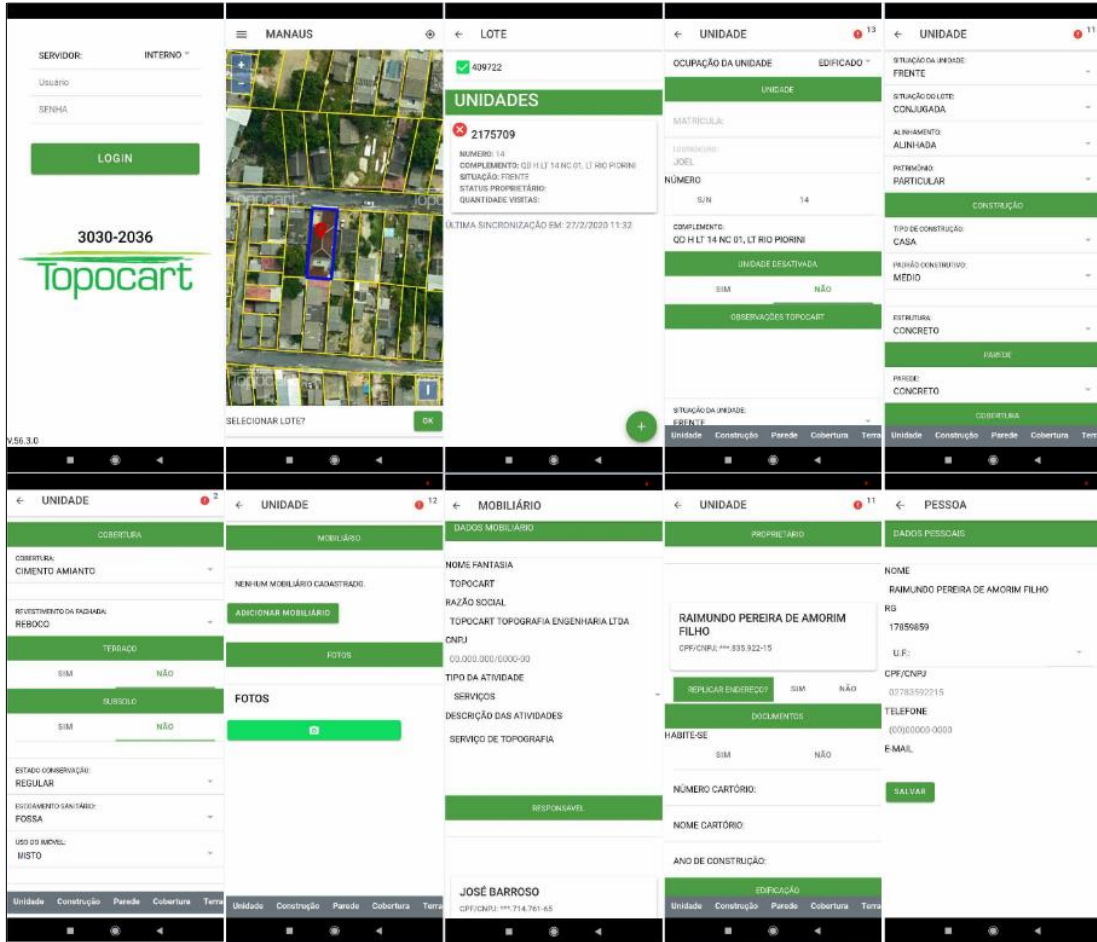 SERVIDOR: INTERNO
Usuário
SENHA
LOGIN
3030-2036
Topocart
V.56.3.0
MANAUS
+
−
SELECIONAR LOTE?
OK
LOTE
409722
UNIDADES
2175709
NUMERO: 14
COMPLEMENTO: QD H LT 14 NC 01, LT RIO PIORINI
SITUAÇÃO: FRENTE
STATUS PROPRIETÁRIO:
QUANTIDADE VISITAS:
ÚLTIMA SINCRONIZAÇÃO EM: 27/2/2020 11:32
+
UNIDADE 13
OCUPAÇÃO DA UNIDADE EDIFICADO
UNIDADE
MATRÍCULA:
LOGRADOURO:
JOEL
NÚMERO
S/N 14
COMPLEMENTO:
QD H LT 14 NC 01, LT RIO PIORINI
UNIDADE DESATIVADA
SIM NÃO
OBSERVAÇÕES TOPOCART
SITUAÇÃO DA UNIDADE:
FRENTE
Unidade Construção Parede Cobertura Terra
UNIDADE 11
SITUAÇÃO DA UNIDADE:
FRENTE
SITUAÇÃO DO LOTE:
CONJUGADA
ALINHAMENTO:
ALINHADA
PATRIMÔNIO:
PARTICULAR
CONSTRUÇÃO
TIPO DE CONSTRUÇÃO:
CASA
PADRÃO CONSTRUTIVO:
MÉDIO
ESTRUTURA:
CONCRETO
PAREDE
PAREDE:
CONCRETO
COBERTURA
Unidade Construção Parede Cobertura Terr
UNIDADE 2
COBERTURA
COBERTURA:
CIMENTO AMIANTO
REVESTIMENTO DA FACHADA:
REBOCO
TERRAÇO
SIM NÃO
SUBSOLO
SIM NÃO
ESTADO CONSERVAÇÃO:
REGULAR
ESGOTAMENTO SANITÁRIO:
FOSSA
USO DO IMÓVEL:
MISTO
Unidade Construção Parede Cobertura Terra
UNIDADE 12
MOBILIÁRIO
NENHUM MOBILIÁRIO CADASTRADO.
ADICIONAR MOBILIÁRIO
FOTOS
FOTOS
Unidade Construção Parede Cobertura Terra
MOBILIÁRIO
DADOS MOBILIÁRIO
NOME FANTASIA
TOPOCART
RAZÃO SOCIAL
TOPOCART TOPOGRAFIA ENGENHARIA LTDA
CNPJ
00.000.000/0000-00
TIPO DA ATIVIDADE
SERVIÇOS
DESCRIÇÃO DAS ATIVIDADES
SERVIÇO DE TOPOGRAFIA
RESPONSAVEL
JOSÉ BARROSO
CPF/CNPJ: ***.714.761-65
UNIDADE 11
PROPRIETARIO
RAIMUNDO PEREIRA DE AMORIM
FILHO
CPF/CNPJ: ***.835.922-15
REPLICAR ENDEREÇO? SIM NÃO
DOCUMENTOS
HABITE-SE
SIM NÃO
NÚMERO CARTÓRIO:
NOME CARTÓRIO:
ANO DE CONSTRUÇÃO:
EDIFICAÇÃO
Unidade Construção Parede Cobertura Terra
PESSOA
DADOS PESSOAIS
NOME
RAIMUNDO PEREIRA DE AMORIM FILHO
RG
17859859
U.F.:
CPF/CNPJ
02783592215
TELEFONE
(00)00000-0000
E-MAIL
SALVAR